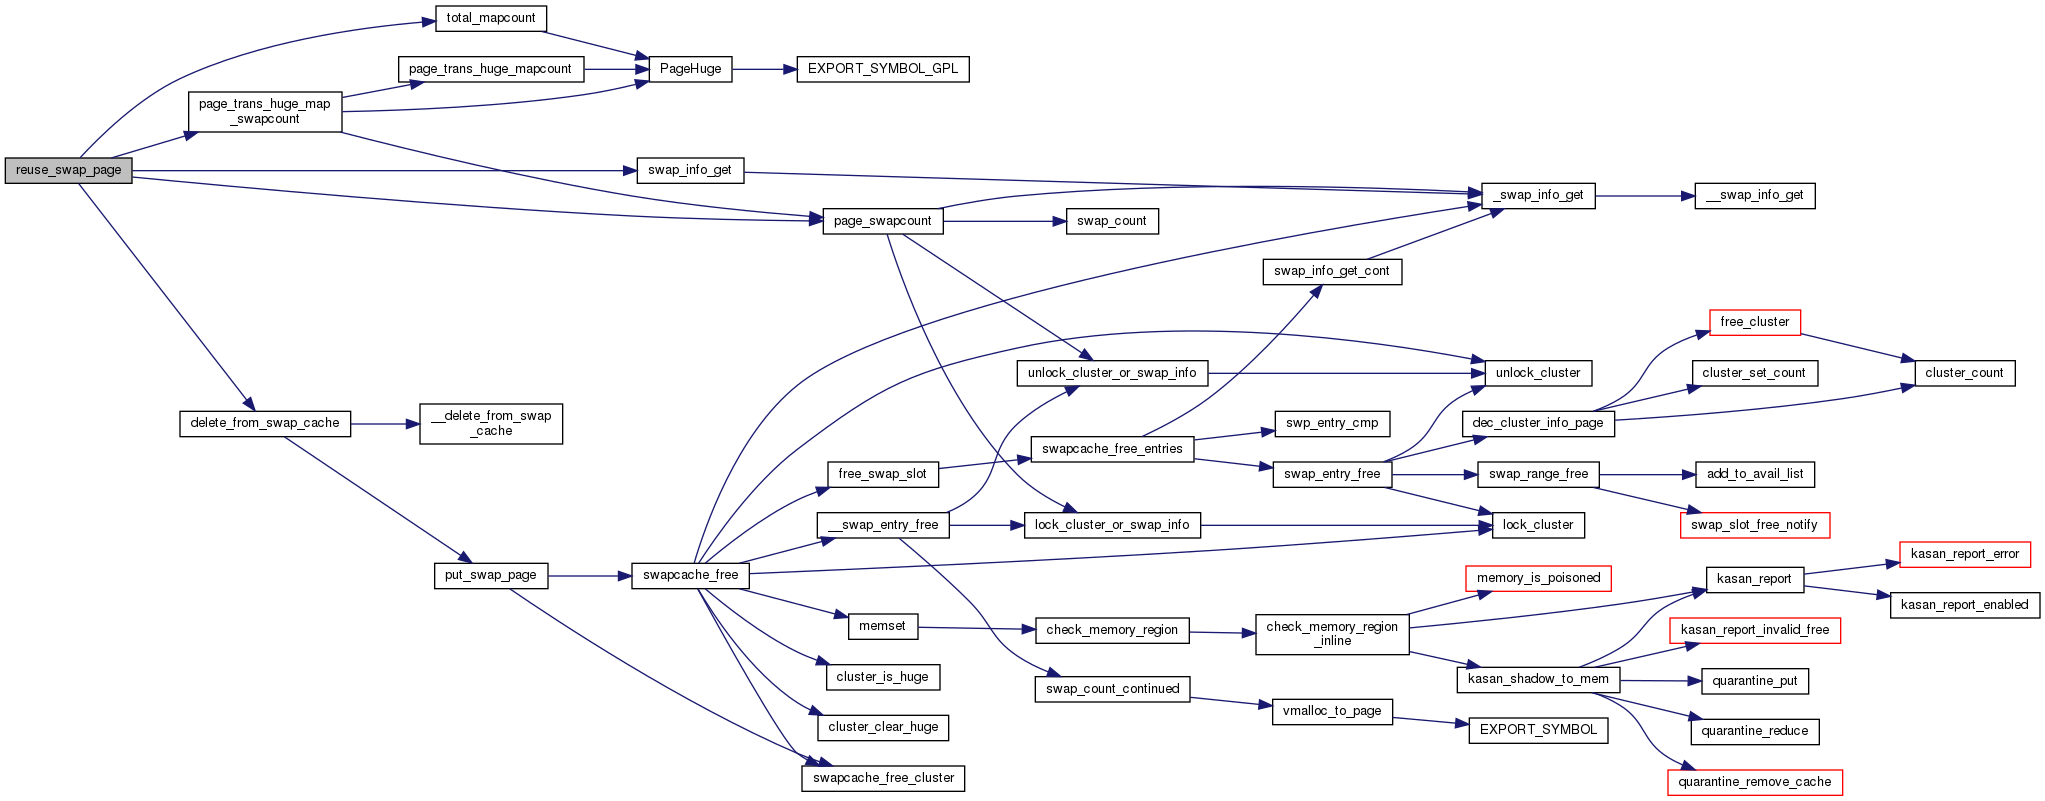 total_mapcount
page_trans_huge_mapcount
PageHuge
EXPORT_SYMBOL_GPL
page_trans_huge_map
_swapcount
reuse_swap_page
swap_info_get
_swap_info_get
__swap_info_get
page_swapcount
swap_count
swap_info_get_cont
free_cluster
unlock_cluster_or_swap_info
unlock_cluster
cluster_set_count
cluster_count
delete_from_swap_cache
__delete_from_swap
_cache
swp_entry_cmp
dec_cluster_info_page
swapcache_free_entries
free_swap_slot
swap_entry_free
swap_range_free
add_to_avail_list
__swap_entry_free
lock_cluster_or_swap_info
lock_cluster
swap_slot_free_notify
put_swap_page
swapcache_free
memory_is_poisoned
kasan_report
kasan_report_error
kasan_report_enabled
memset
check_memory_region
check_memory_region
_inline
kasan_report_invalid_free
cluster_is_huge
swap_count_continued
kasan_shadow_to_mem
quarantine_put
cluster_clear_huge
vmalloc_to_page
EXPORT_SYMBOL
quarantine_reduce
swapcache_free_cluster
quarantine_remove_cache